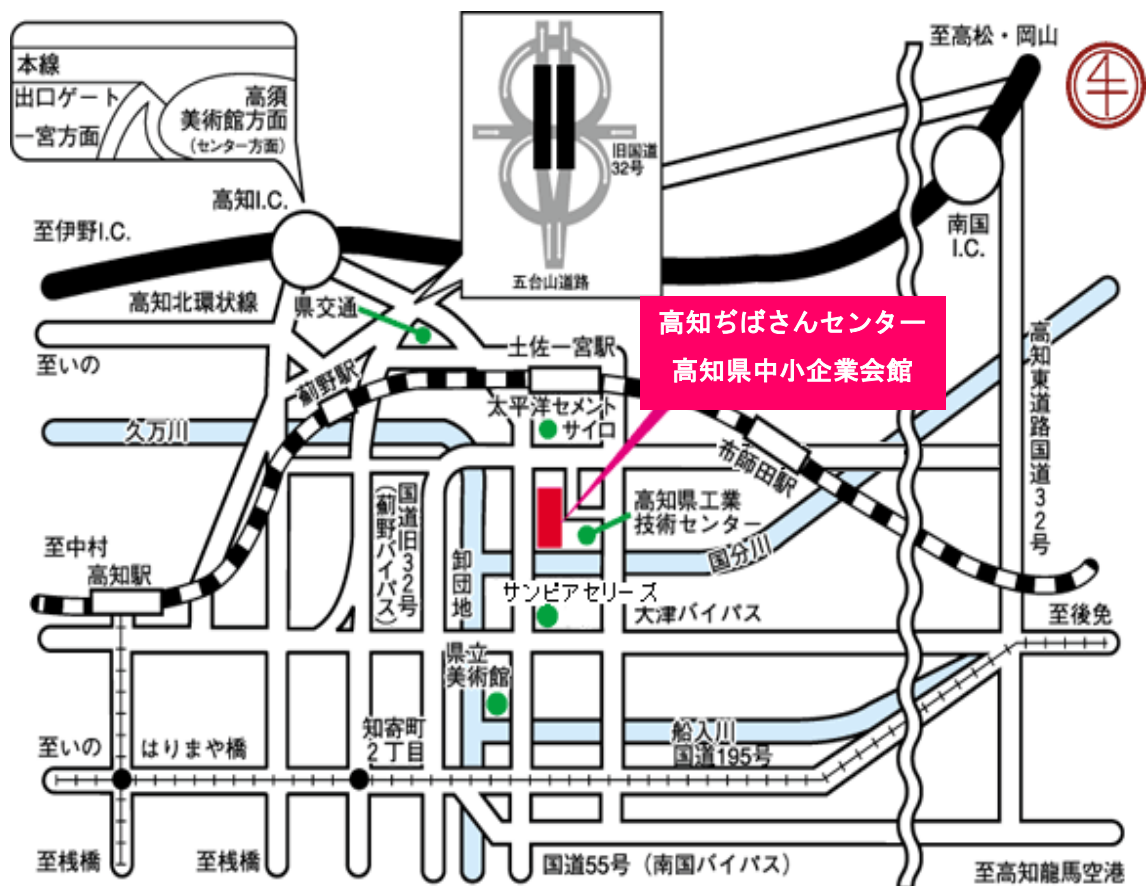 本線
出口ゲート
一宮方面
高須
美術館方面
(センター方面)
旧国道
32号
五台山道路
至高松・岡山
高知I.C.
至伊野I.C.
南国
I.C.
高知北環状線
県交通
至いの
薊野駅
土佐一宮駅
高知ぢばさんセンター
高知県中小企業会館
高知東道路国道32号
太平洋セメント
サイロ
久万川
布師田駅
国道旧32号
(薊野バイパス)
高知県工業
技術センター
至中村
高知駅
卸団地
国分川
サンピアセリーズ
大津バイパス
至後免
県立
美術館
至いの
はりまや橋
知寄町
2丁目
船入川
国道195号
至桟橋
至桟橋
国道55号(南国バイパス)
至高知龍馬空港